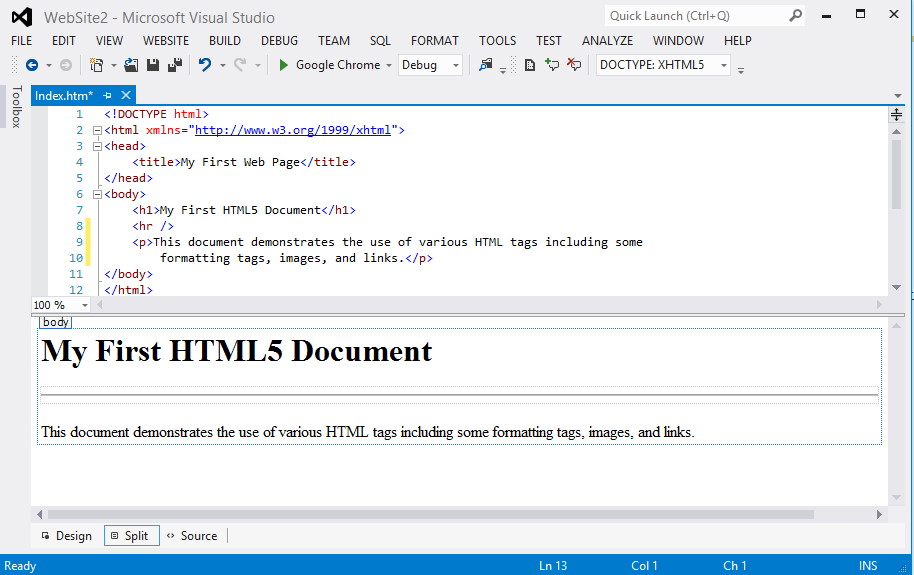 WebSite2 - Microsoft Visual Studio
Quick Launch (Ctrl+Q)
FILE EDIT VIEW WEBSITE BUILD DEBUG TEAM SQL FORMAT TOOLS TEST ANALYZE WINDOW HELP
Google Chrome Debug DOCTYPE: XHTML5
Toolbox
Index.htm*
1 <!DOCTYPE html>
2 <html xmlns="http://www.w3.org/1999/xhtml">
3 <head>
4 <title>My First Web Page</title>
5 </head>
6 <body>
7 <h1>My First HTML5 Document</h1>
8 <hr />
9 <p>This document demonstrates the use of various HTML tags including some
10 formatting tags, images, and links.</p>
11 </body>
12 </html>
100 %
body
My First HTML5 Document
This document demonstrates the use of various HTML tags including some formatting tags, images, and links.
Design Split Source
Ready Ln 13 Col 1 Ch 1 INS